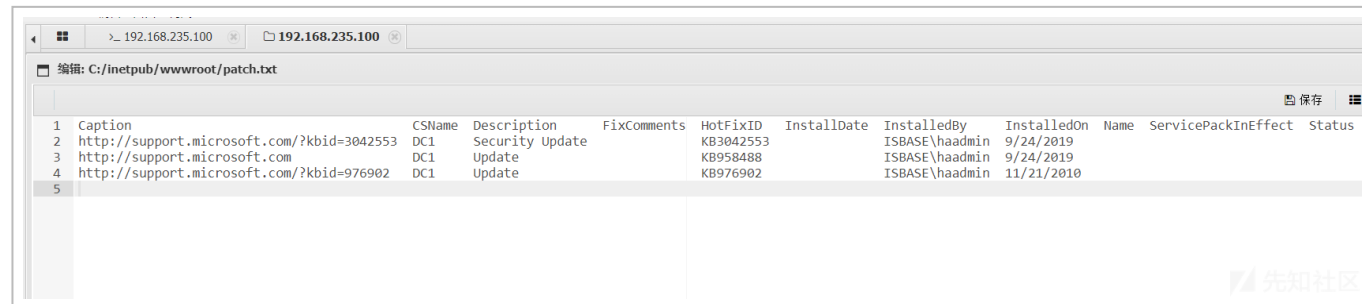 >_ 192.168.235.100 192.168.235.100
编辑: C:/inetpub/wwwroot/patch.txt
保存
1 Caption CSName Description FixComments HotFixID InstallDate InstalledBy InstalledOn Name ServicePackInEffect Status
2 http://support.microsoft.com/?kbid=3042553 DC1 Security Update KB3042553 ISBASE\haadmin 9/24/2019
3 http://support.microsoft.com DC1 Update KB958488 ISBASE\haadmin 9/24/2019
4 http://support.microsoft.com/?kbid=976902 DC1 Update KB976902 ISBASE\haadmin 11/21/2010
5
先知社区